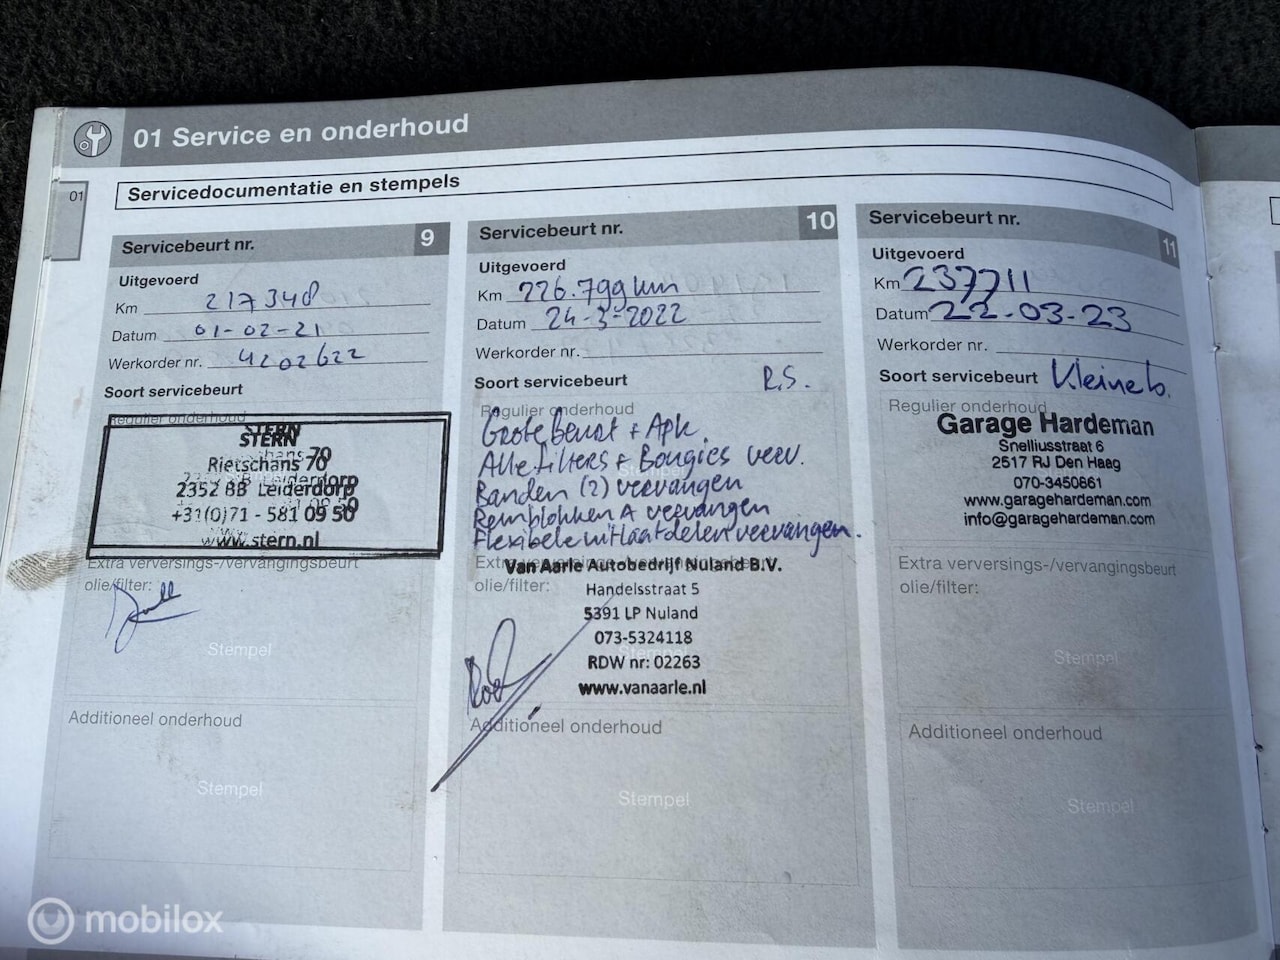 01 Service en onderhoud
01
Servicedocumentatie en stempels
Servicebeurt nr. 9
Uitgevoerd
Km 217348
Datum 01-02-21
Werkorder nr. 4202622
Soort servicebeurt
Regulier onderhoud
STERN
STERN
Rietschans 70
2352 BB Leiderdorp
+31(0)71 - 581 09 50
www.stern.nl
Extra verversings-/vervangingsbeurt
olie/filter:
Stempel
Additioneel onderhoud
Stempel
Servicebeurt nr. 10
Uitgevoerd
Km 226.799 km
Datum 24-3-2022
Werkorder nr.
Soort servicebeurt R.S.
Regulier onderhoud
Grote beurt + Apk.
Alle filters + Bougies verv.
Banden (2) vervangen
Remblokken A vervangen
Flexibele uitlaatdelen vervangen.
Van Aarle Autobedrijf Nuland B.V.
olie/filter:
Handelsstraat 5
5391 LP Nuland
073-5324118
RDW nr: 02263
www.vanaarle.nl
Additioneel onderhoud
Stempel
Servicebeurt nr. 11
Uitgevoerd
Km 237711
Datum 22-03-23
Werkorder nr.
Soort servicebeurt Kleine b.
Regulier onderhoud
Garage Hardeman
Snelliusstraat 6
2517 RJ Den Haag
070-3450861
www.garagehardeman.com
info@garagehardeman.com
Extra verversings-/vervangingsbeurt
olie/filter:
Stempel
Additioneel onderhoud
Stempel
mobilox